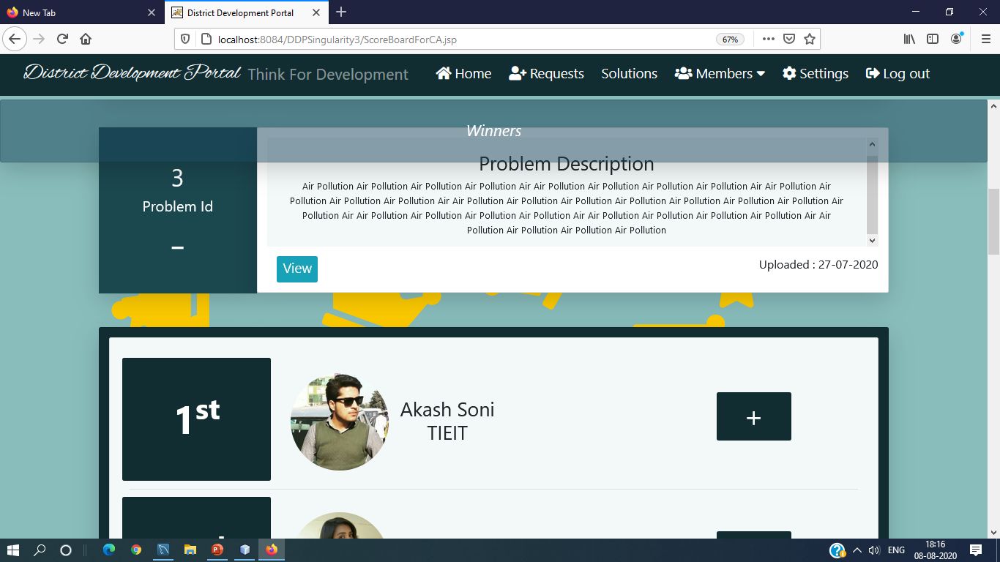 New Tab
District Development Portal
localhost:8084/DDPSingularity3/ScoreBoardForCA.jsp
67%
District Development Portal Think For Development Home Requests Solutions Members Settings Log out
Winners
3
Problem Id
–
Problem Description
Air Pollution Air Pollution Air Pollution Air Pollution Air Air Pollution Air Pollution Air Pollution Air Pollution Air Air Pollution Air
Pollution Air Pollution Air Pollution Air Air Pollution Air Pollution Air Pollution Air Pollution Air Pollution Air Pollution Air Pollution Air
Pollution Air Air Pollution Air Pollution Air Pollution Air Pollution Air Air Pollution Air Pollution Air Pollution Air Pollution Air Air
Pollution Air Pollution Air Pollution Air Pollution
View
Uploaded : 27-07-2020
1st
Akash Soni
TIEIT
+
ENG
18:16
08-08-2020